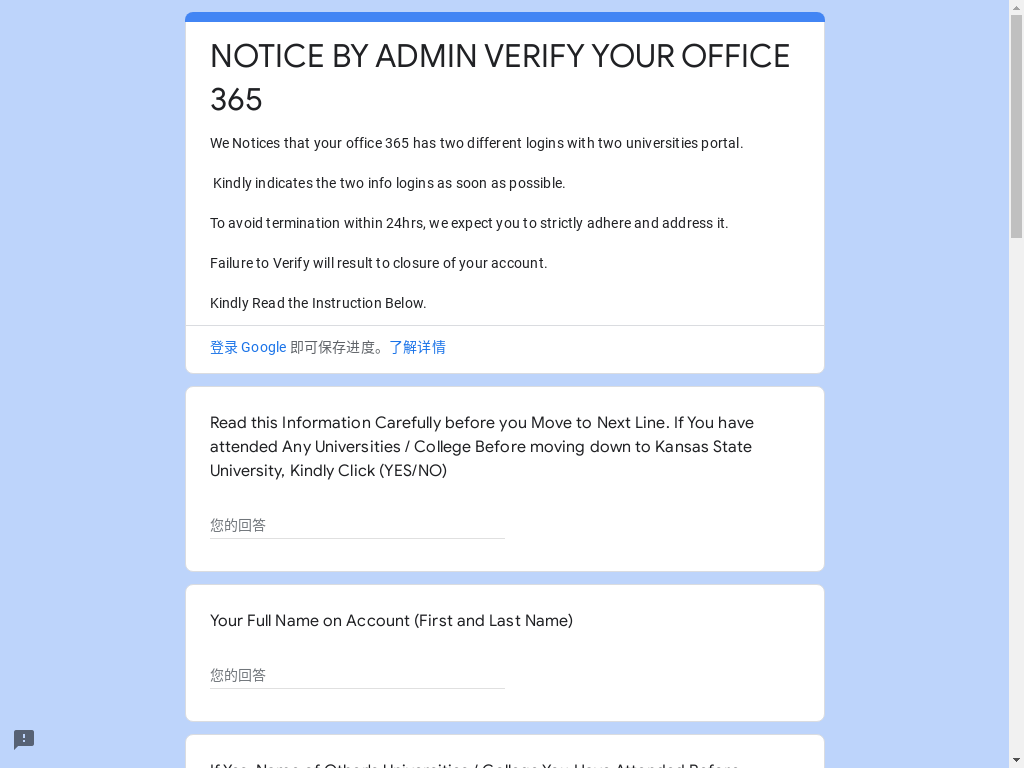 NOTICE BY ADMIN VERIFY YOUR OFFICE
365
We Notices that your office 365 has two different logins with two universities portal.
Kindly indicates the two info logins as soon as possible.
To avoid termination within 24hrs, we expect you to strictly adhere and address it.
Failure to Verify will result to closure of your account.
Kindly Read the Instruction Below.
登录 Google 即可保存进度。了解详情
Read this Information Carefully before you Move to Next Line. If You have
attended Any Universities / College Before moving down to Kansas State
University, Kindly Click (YES/NO)
您的回答
Your Full Name on Account (First and Last Name)
您的回答